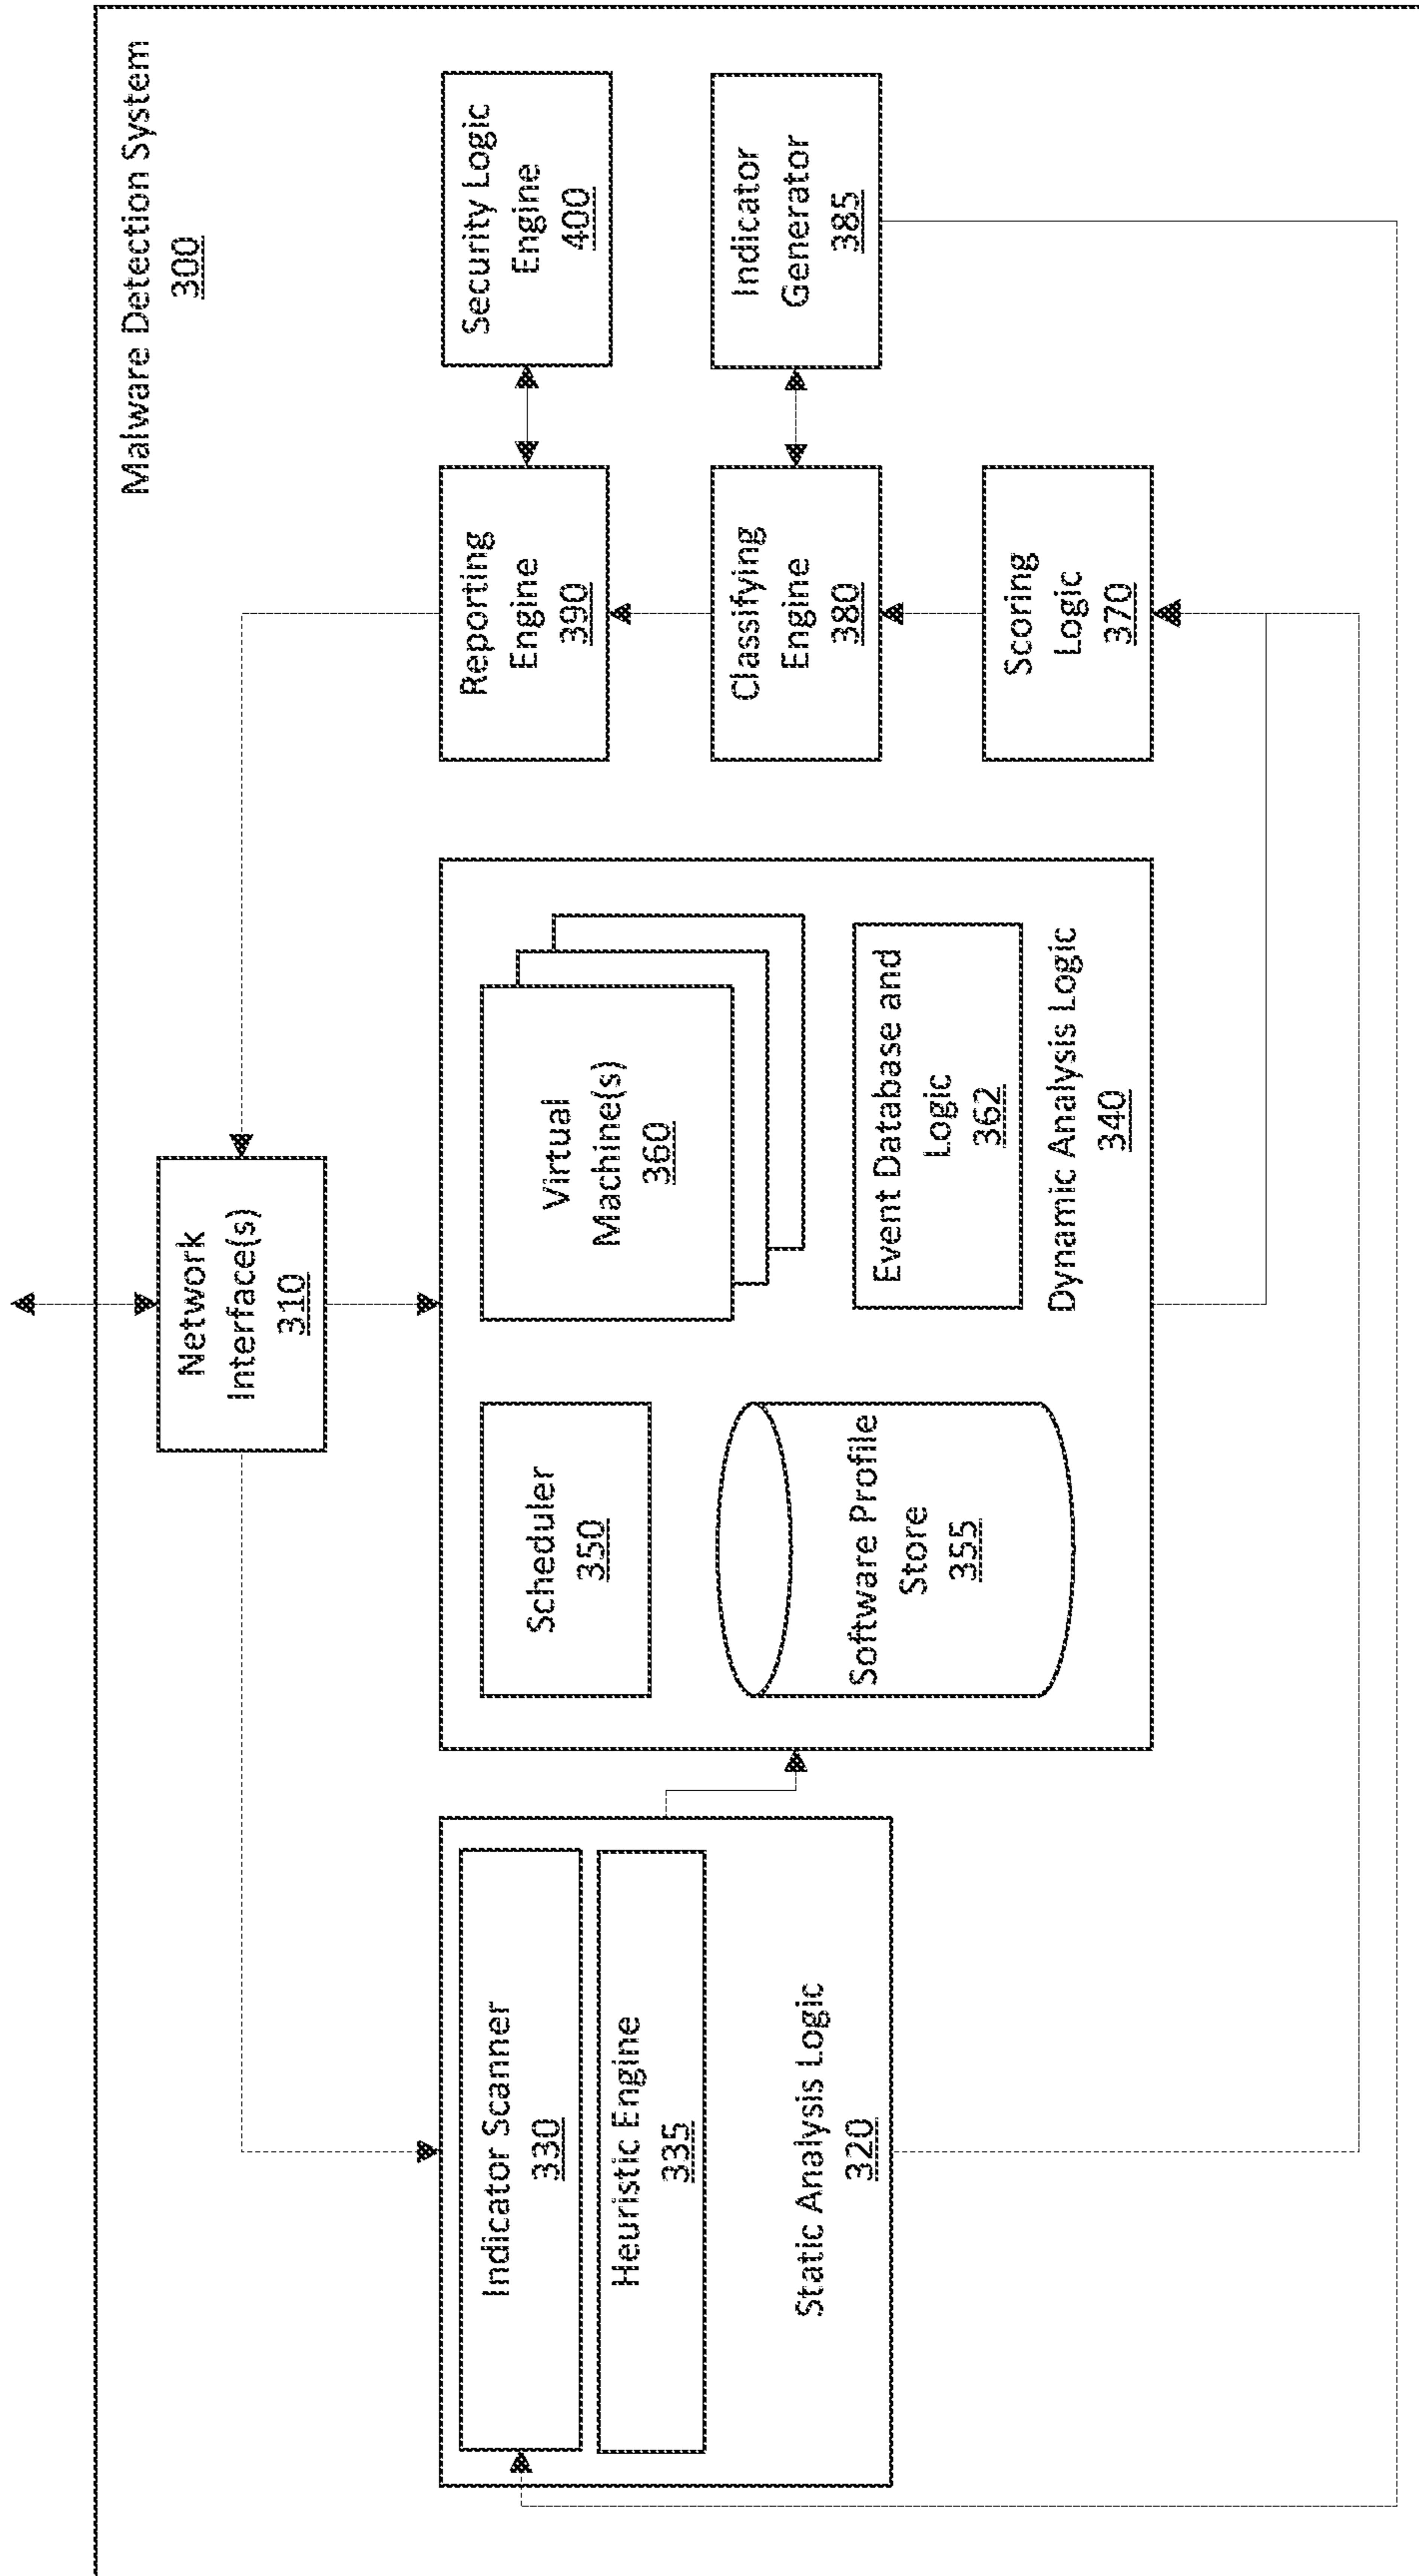 Malware Detection System
300
Network
Interface(s)
310
Indicator Scanner
330
Heuristic Engine
335
Static Analysis Logic
320
Scheduler
350
Software Profile
Store
355
Virtual
Machine(s)
360
Event Database and
Logic
362
Dynamic Analysis Logic
340
Reporting
Engine
390
Security Logic
Engine
400
Classifying
Engine
380
Indicator
Generator
385
Scoring
Logic
370